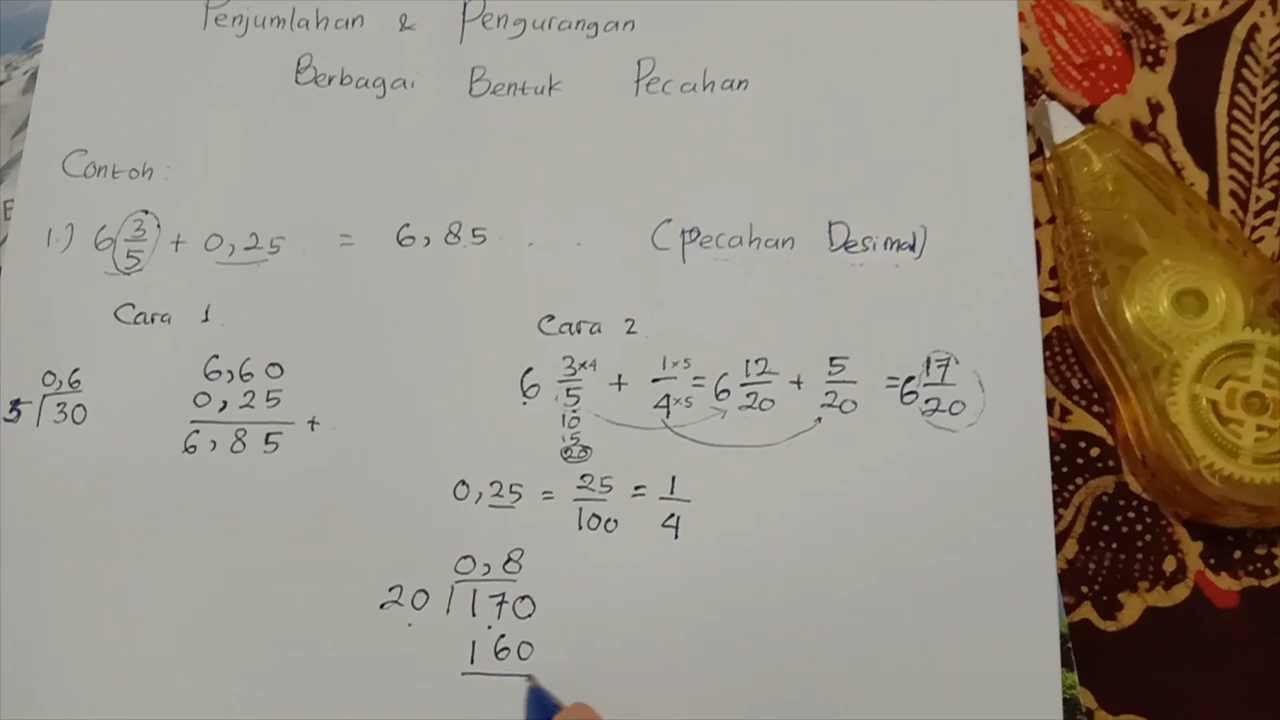 Penjumlahan & Pengurangan
Berbagai Bentuk Pecahan
Contoh:
1.) 6 3/5 + 0,25 = 6,85 . . . (Pecahan Desimal)
Cara 1
0,6
5 / 30
6,60
0,25
6,85 +
Cara 2
6 3×4/5 + 1×5/4×5 = 6 12/20 + 5/20 = 6 17/20
10
15
20
0,25 = 25/100 = 1/4
0,8
20 / 170
160